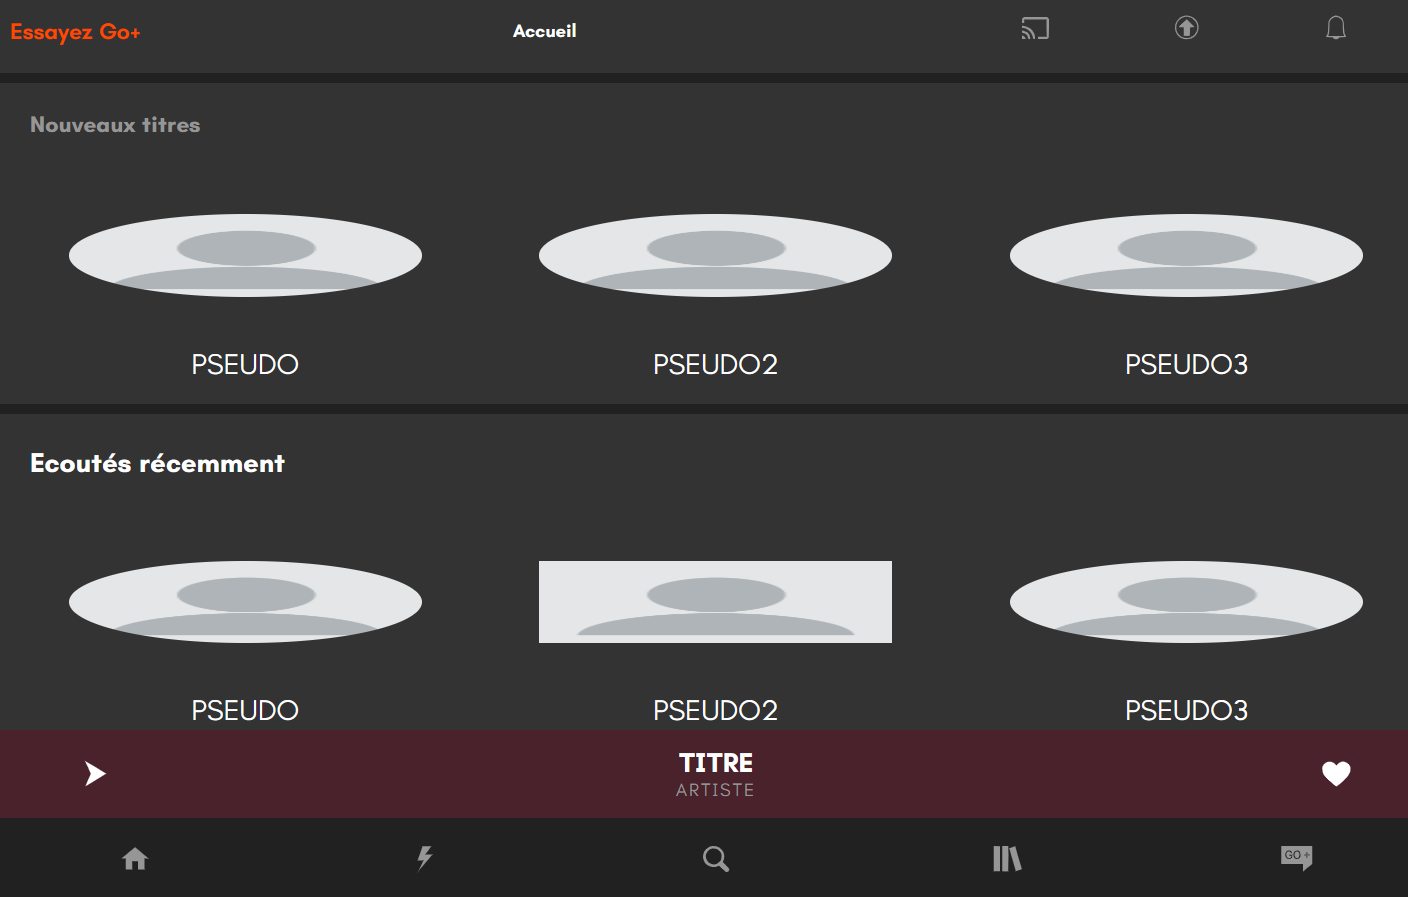 Essayez Go+
Accueil
Nouveaux titres
PSEUDO
PSEUDO2
PSEUDO3
Ecoutés récemment
PSEUDO
PSEUDO2
PSEUDO3
TITRE
ARTISTE
GO +